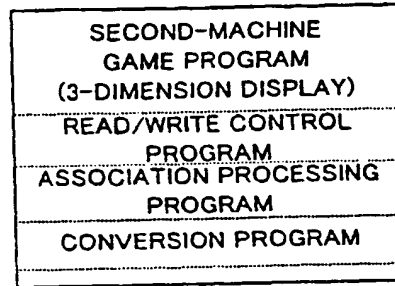 SECOND-MACHINE
GAME PROGRAM
(3-DIMENSION DISPLAY)
READ/WRITE CONTROL
PROGRAM
ASSOCIATION PROCESSING
PROGRAM
CONVERSION PROGRAM